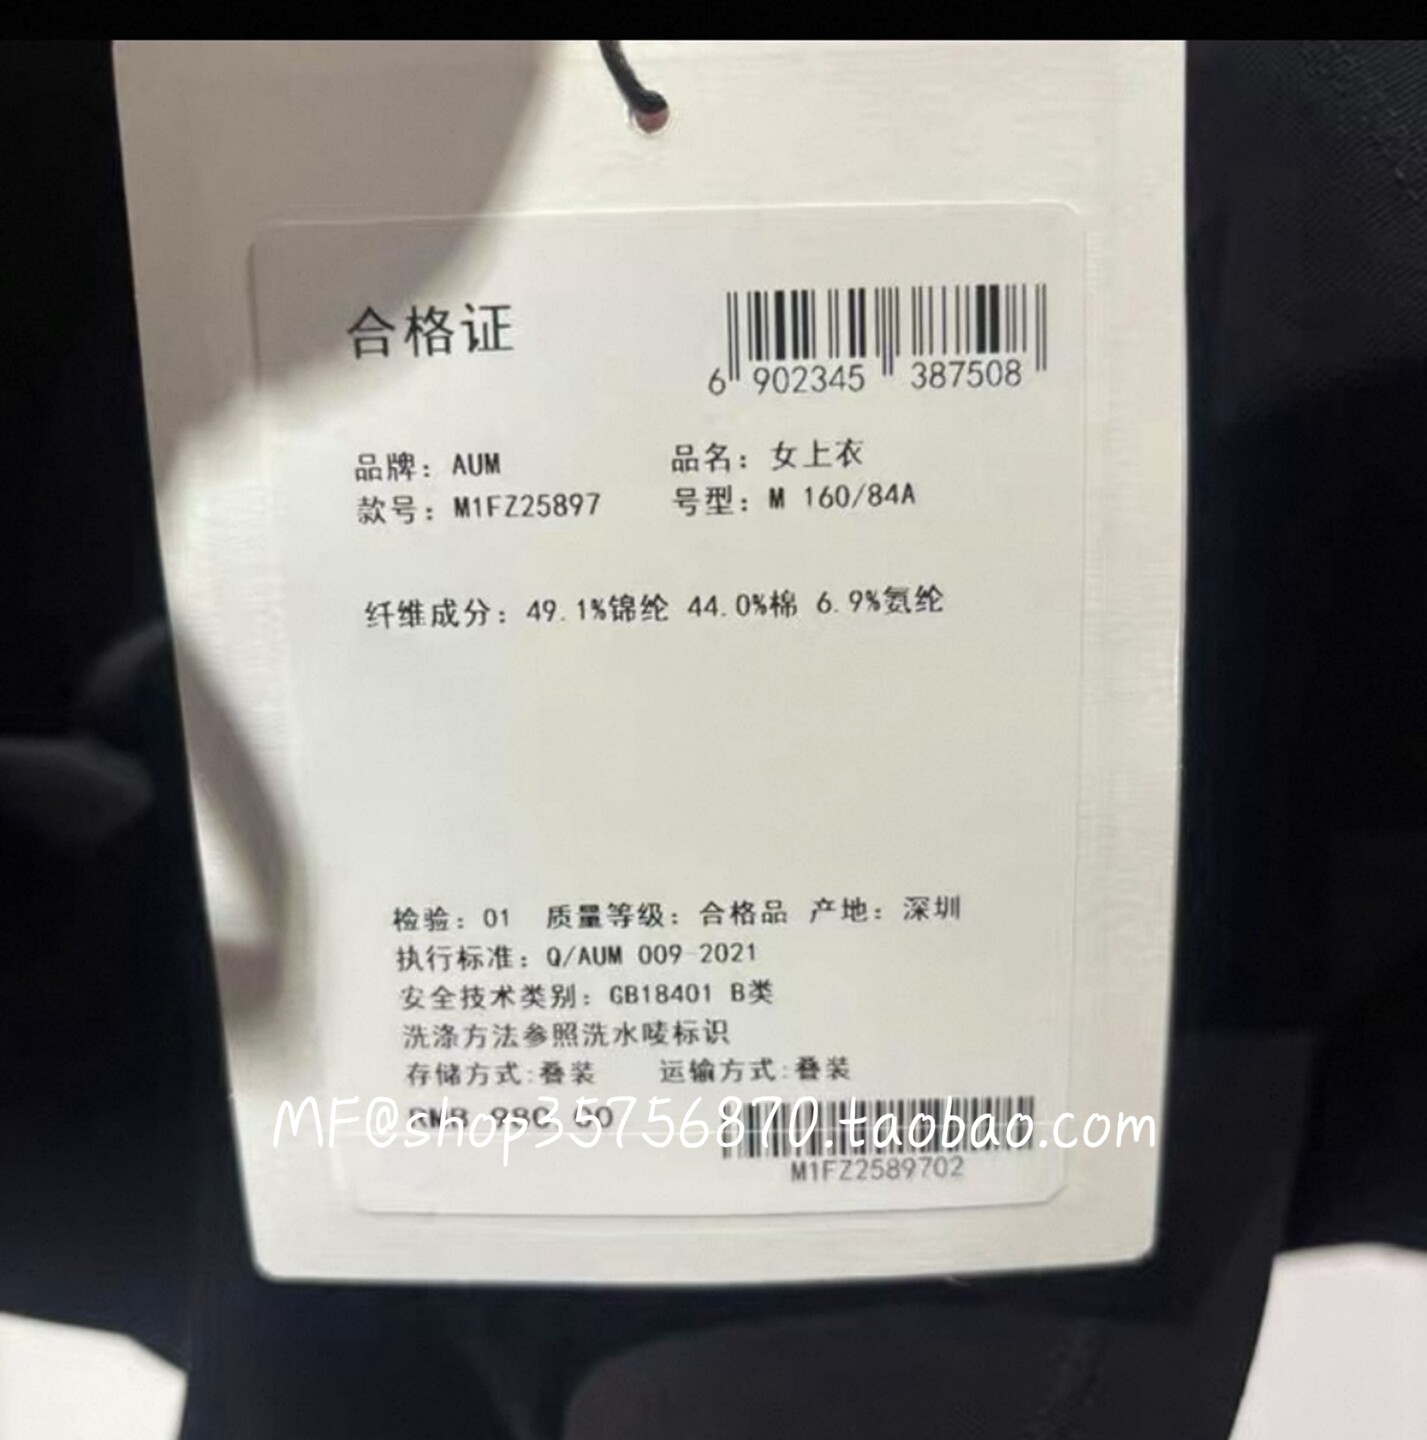 合格证
6 902345 387508
品牌：AUM 品名：女上衣
款号：M1FZ25897 号型：M 160/84A
纤维成分：49.1%锦纶 44.0%棉 6.9%氨纶
检验：01 质量等级：合格品 产地：深圳
执行标准：Q/AUM 009-2021
安全技术类别：GB18401 B类
洗涤方法参照洗水唛标识
存储方式:叠装 运输方式:叠装
RMB
MF@shop35756870.taobao.com
M1FZ2589702